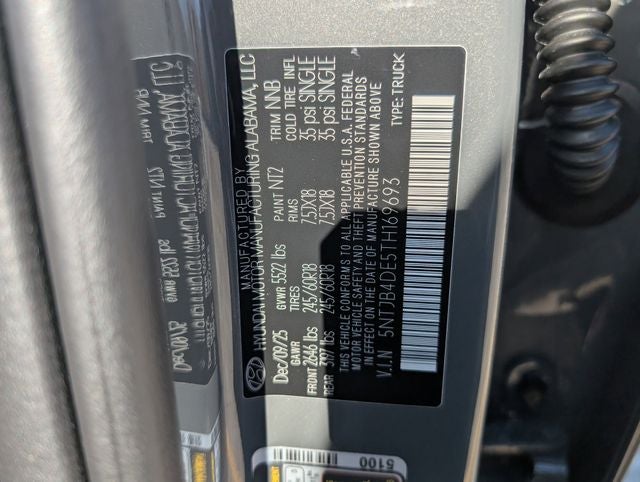 MANUFACTURED BY
HYUNDAI MOTOR MANUFACTURING ALABAMA, LLC
Dec/09/25 GVWR 5522 lbs PAINT NT2 TRIM NNB
GAWR TIRES RIMS COLD TIRE INFL
FRONT 2646 lbs 245/60R18 7.5JX18 35 psi SINGLE
REAR 3197 lbs 245/60R18 7.5JX18 35 psi SINGLE
THIS VEHICLE CONFORMS TO ALL APPLICABLE U.S.A. FEDERAL
MOTOR VEHICLE SAFETY AND THEFT PREVENTION STANDARDS
IN EFFECT ON THE DATE OF MANUFACTURE SHOWN ABOVE
V.I.N 5NTJB4DE5TH169693 TYPE: TRUCK
5100